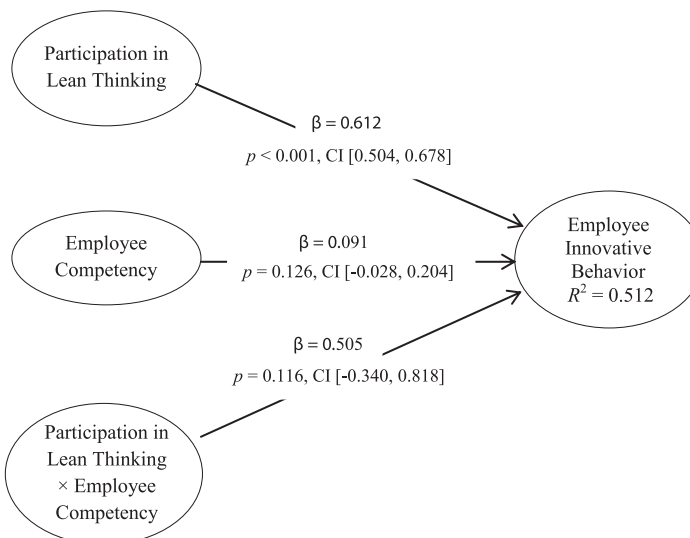 Participation in
Lean Thinking
β = 0.612
p < 0.001, CI [0.504, 0.678]
Employee
Competency
β = 0.091
p = 0.126, CI [-0.028, 0.204]
Employee
Innovative
Behavior
R² = 0.512
β = 0.505
p = 0.116, CI [-0.340, 0.818]
Participation in
Lean Thinking
× Employee
Competency